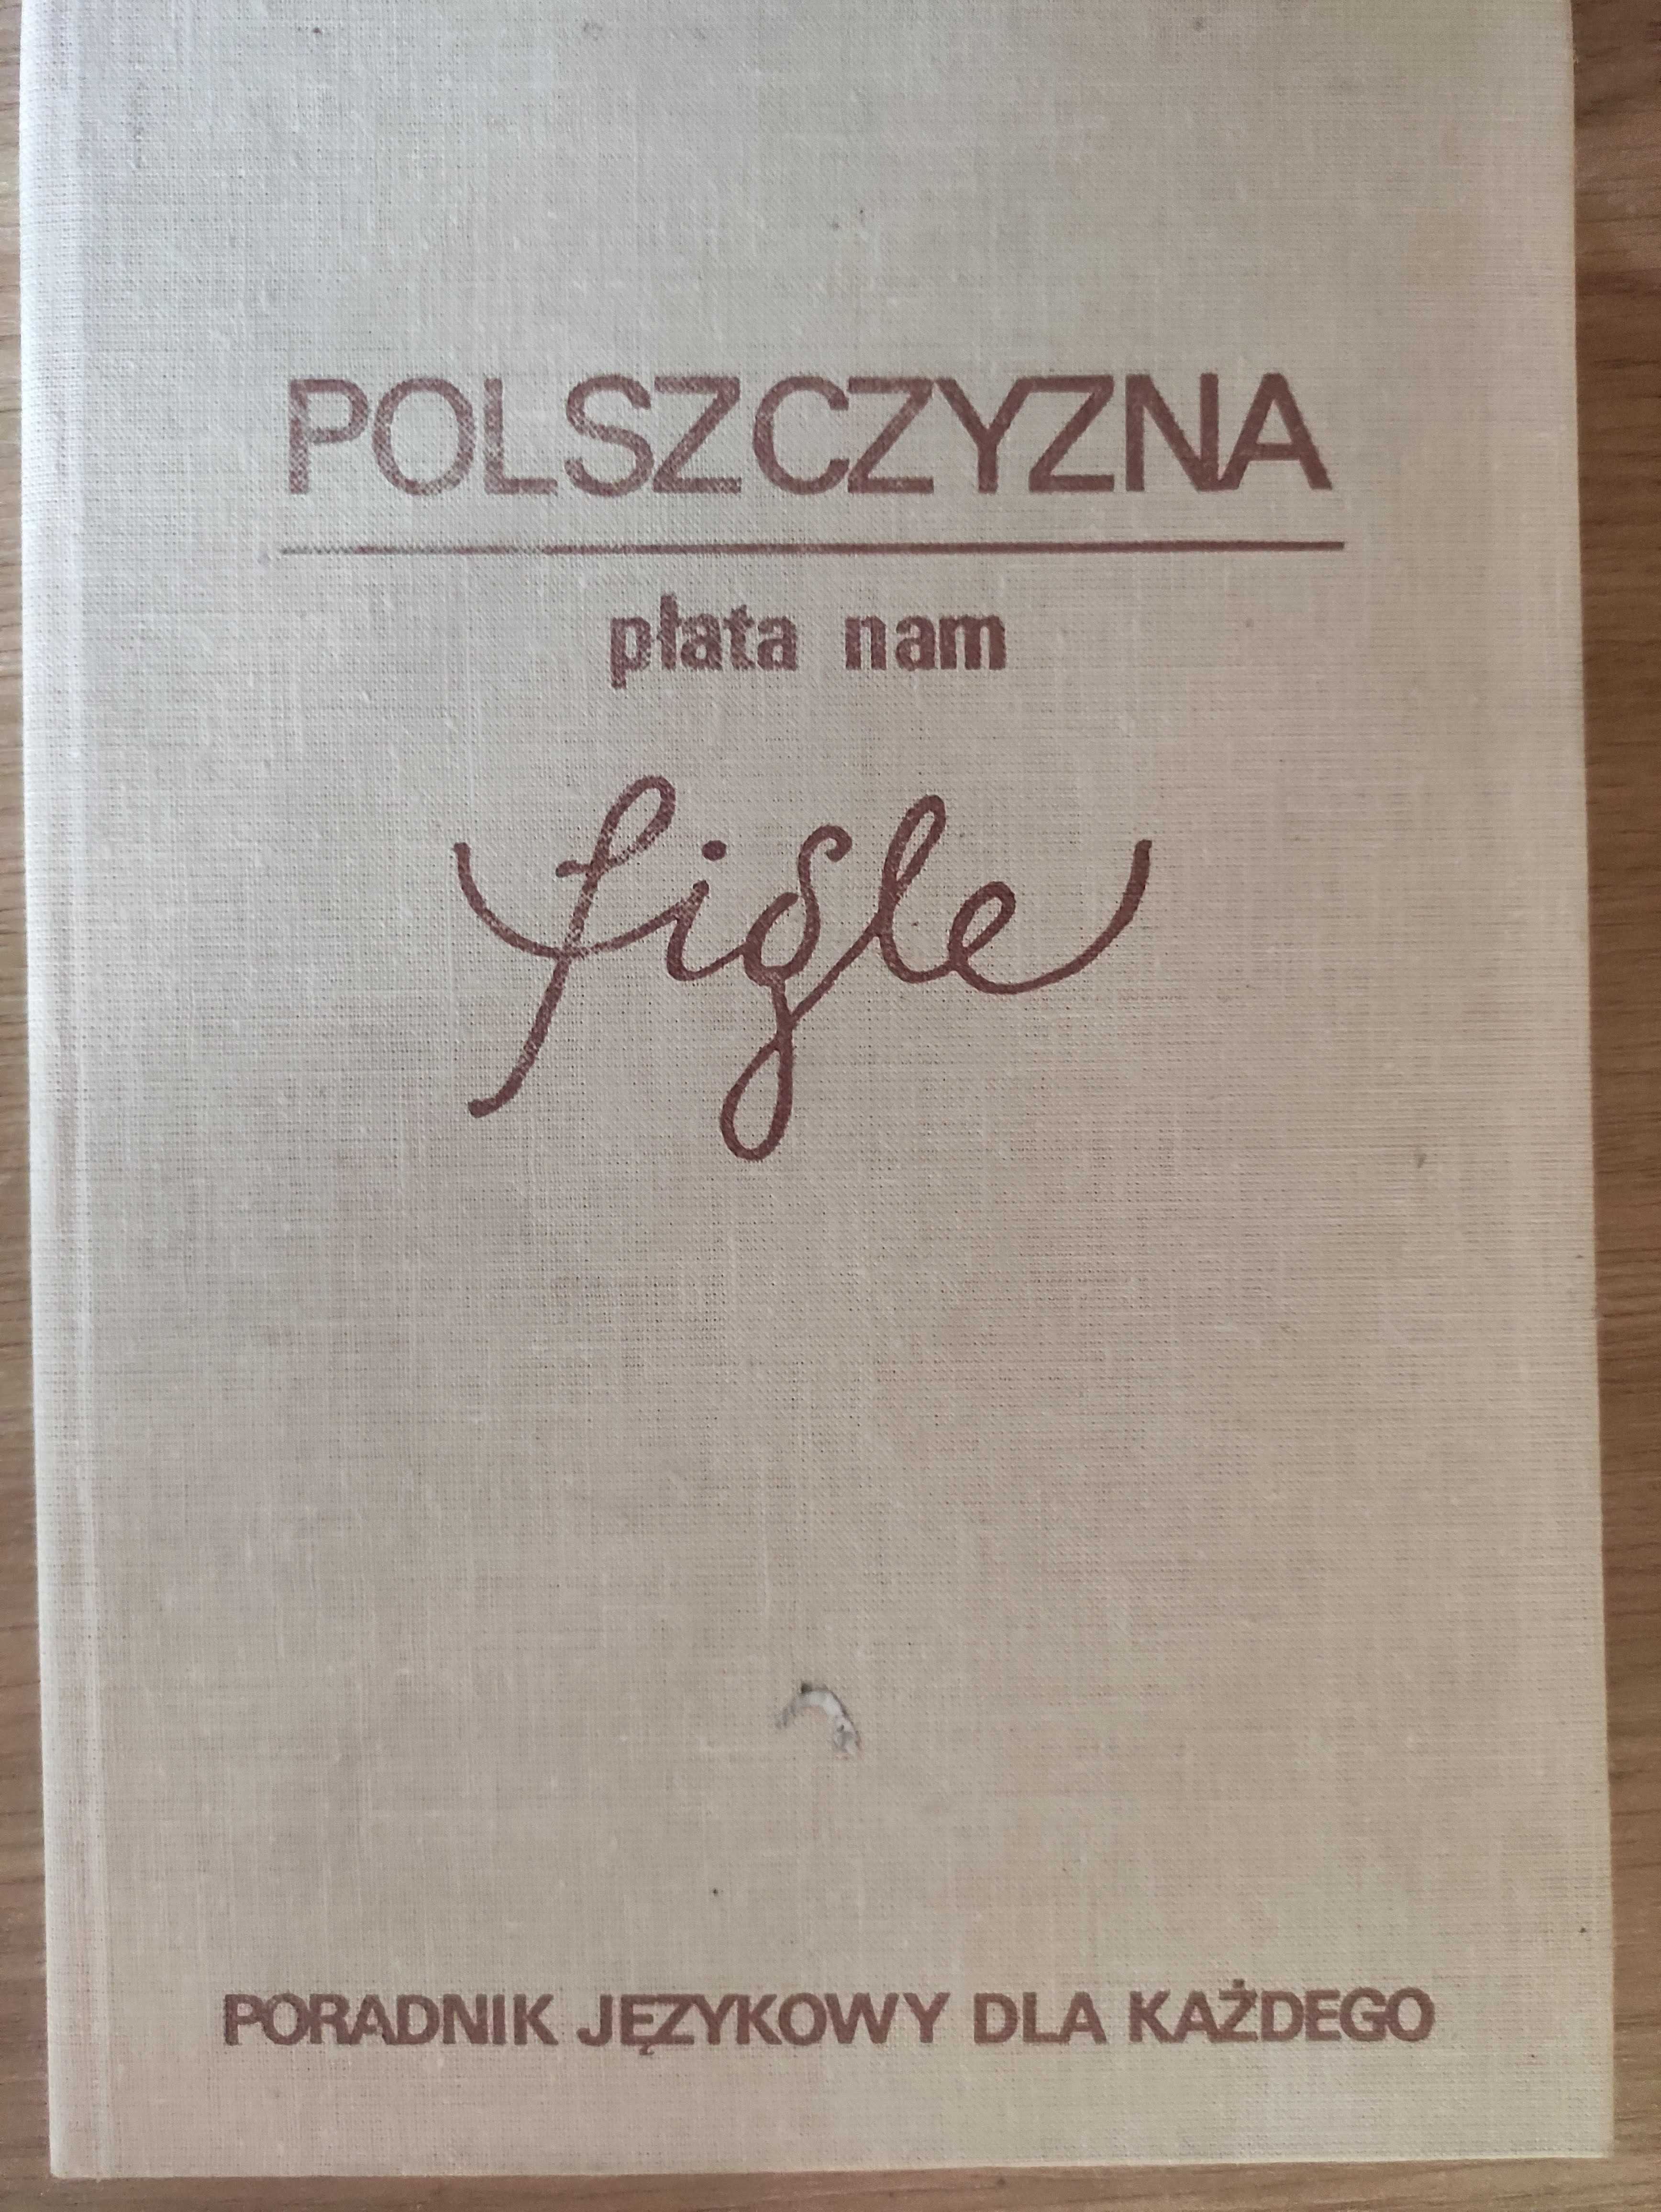 POLSZCZYZNA
płata nam
figle
PORADNIK JĘZYKOWY DLA KAŻDEGO